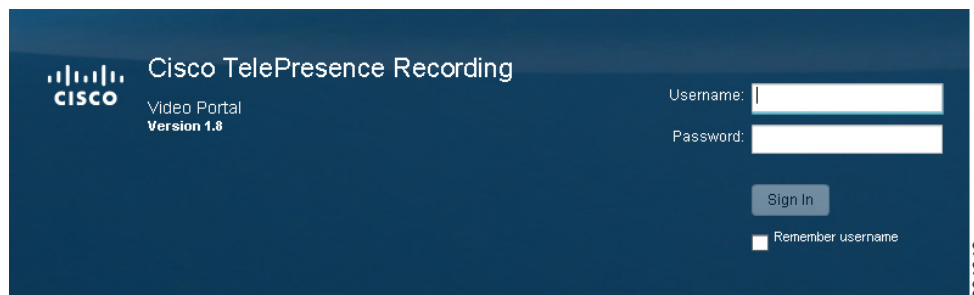 Cisco TelePresence Recording
CISCO
Video Portal
Version 1.8
Username:
Password:
Sign In
Remember username